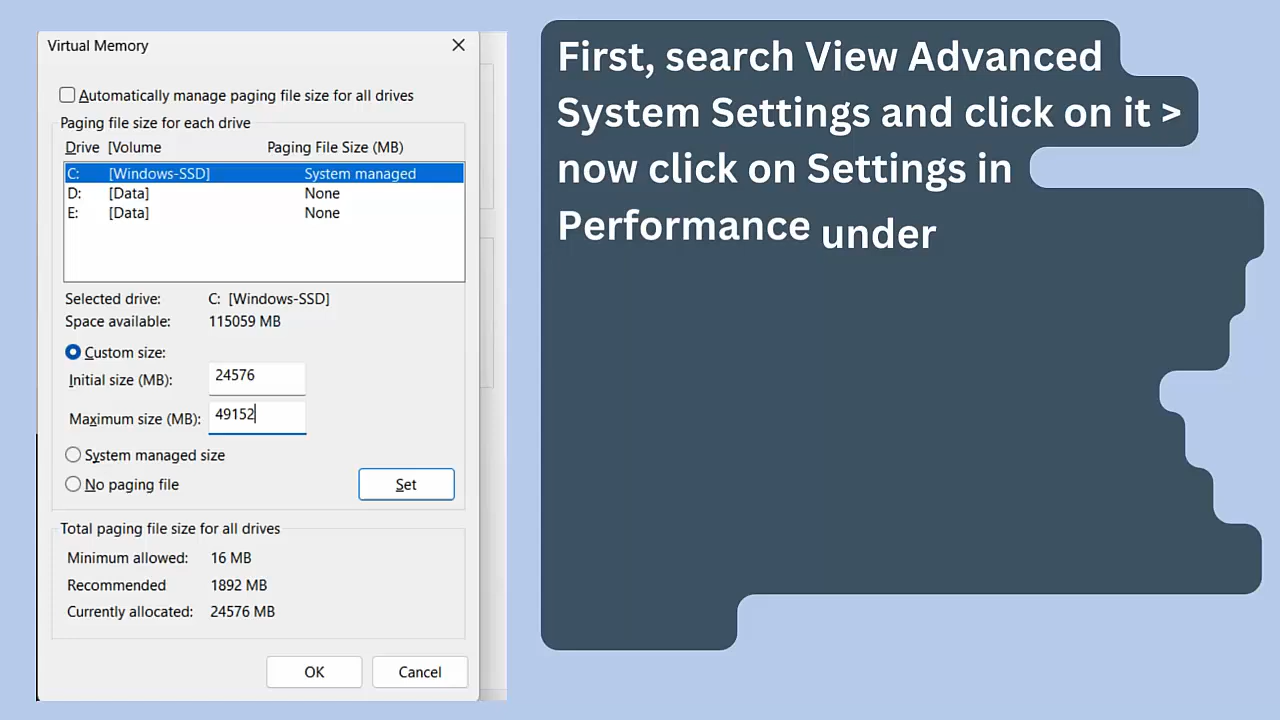 Virtual Memory
Automatically manage paging file size for all drives
Paging file size for each drive
Drive [Volume Paging File Size (MB)
C: [Windows-SSD] System managed
D: [Data] None
E: [Data] None
Selected drive: C: [Windows-SSD]
Space available: 115059 MB
Custom size:
Initial size (MB): 24576
Maximum size (MB): 49152
System managed size
No paging file
Set
Total paging file size for all drives
Minimum allowed: 16 MB
Recommended 1892 MB
Currently allocated: 24576 MB
OK Cancel
First, search View Advanced
System Settings and click on it >
now click on Settings in
Performance under